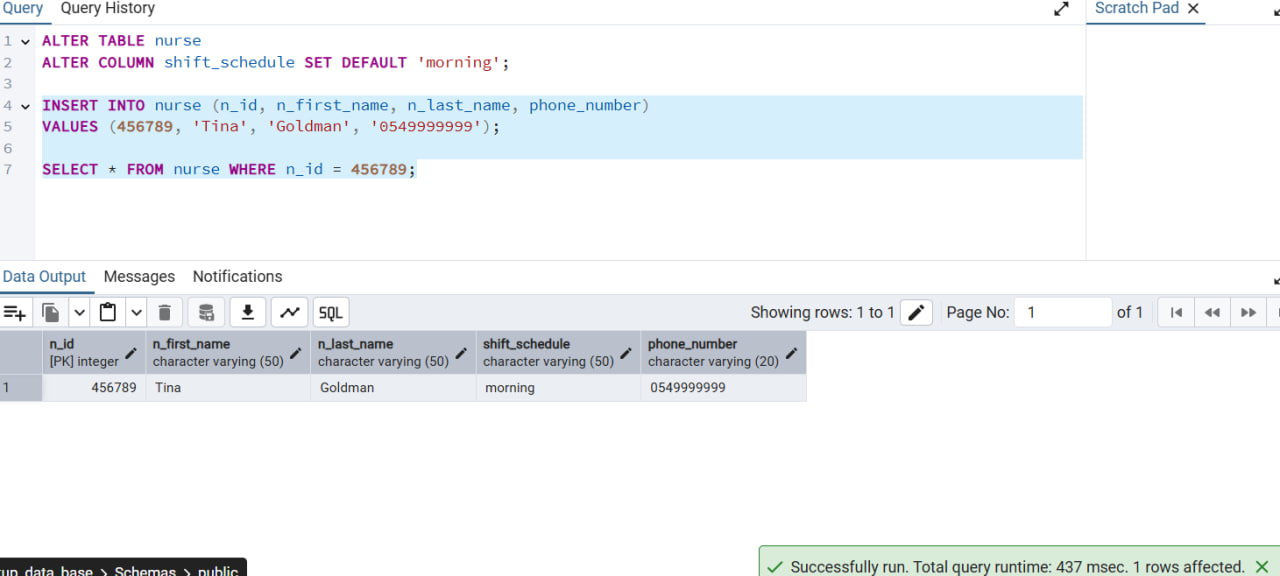 Query Query History Scratch Pad
1 ALTER TABLE nurse
2 ALTER COLUMN shift_schedule SET DEFAULT 'morning';
3
4 INSERT INTO nurse (n_id, n_first_name, n_last_name, phone_number)
5 VALUES (456789, 'Tina', 'Goldman', '0549999999');
6
7 SELECT * FROM nurse WHERE n_id = 456789;
Data Output Messages Notifications
SQL Showing rows: 1 to 1 Page No: 1 of 1
n_id n_first_name n_last_name shift_schedule phone_number
[PK] integer character varying (50) character varying (50) character varying (50) character varying (20)
1 456789 Tina Goldman morning 0549999999
data_base > Schemas > public
Successfully run. Total query runtime: 437 msec. 1 rows affected.